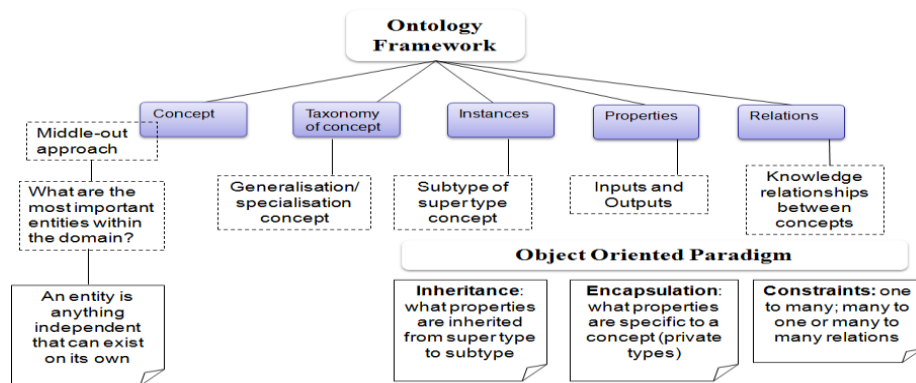 Ontology
Framework
Concept
Taxonomy
of concept
Instances
Properties
Relations
Middle-out
approach
Generalisation/
specialisation
concept
Subtype of
super type
concept
Inputs and
Outputs
Knowledge
relationships
between
concepts
What are the
most important
entities within
the domain?
An entity is
anything
independent
that can exist
on its own
Object Oriented Paradigm
Inheritance:
what properties
are inherited
from super type
to subtype
Encapsulation:
what properties
are specific to a
concept (private
types)
Constraints: one
to many; many to
one or many to
many relations